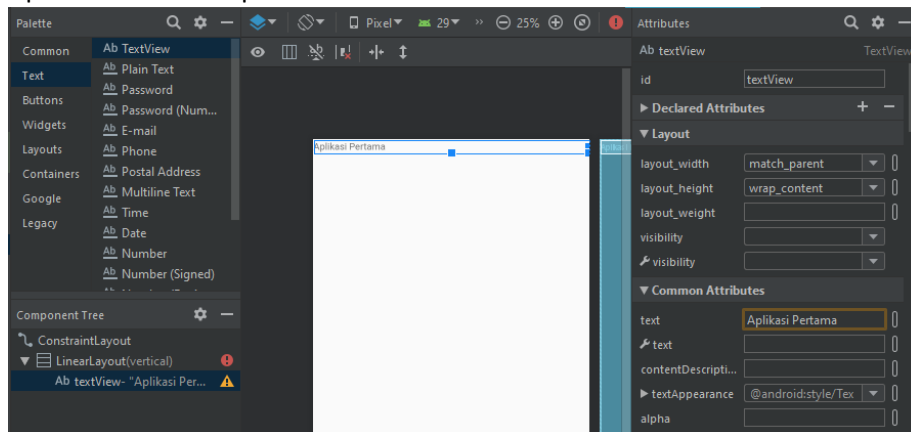 Palette
Common
Text
Buttons
Widgets
Layouts
Containers
Google
Legacy
Ab TextView
Ab Plain Text
Ab Password
Ab Password (Num...
Ab E-mail
Ab Phone
Ab Postal Address
Ab Multiline Text
Ab Time
Ab Date
Ab Number
Ab Number (Signed)
Component Tree
ConstraintLayout
LinearLayout(vertical)
Ab textView- "Aplikasi Per...
Pixel 29 25%
Aplikasi Pertama
Attributes
Ab textView TextView
id textView
Declared Attributes
Layout
layout_width match_parent
layout_height wrap_content
layout_weight
visibility
visibility
Common Attributes
text Aplikasi Pertama
text
contentDescripti...
textAppearance @android:style/Tex
alpha